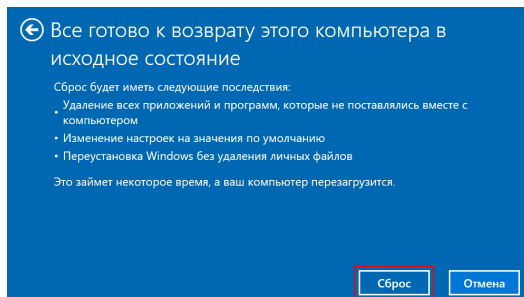 Все готово к возврату этого компьютера в
исходное состояние
Сброс будет иметь следующие последствия:
• Удаление всех приложений и программ, которые не поставлялись вместе с
компьютером
• Изменение настроек на значения по умолчанию
• Переустановка Windows без удаления личных файлов
Это займет некоторое время, а ваш компьютер перезагрузится.
Сброс Отмена